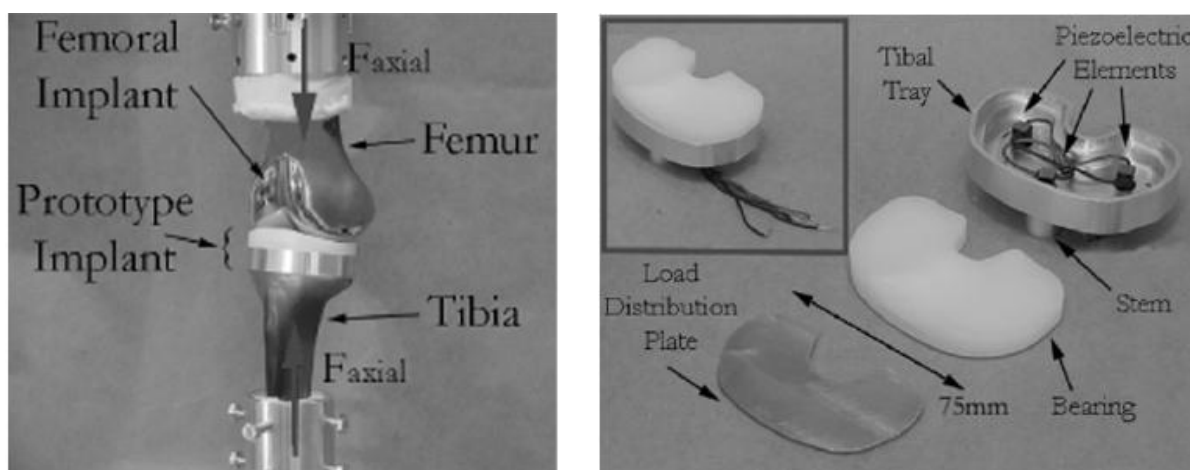 Femoral
Implant
Faxial
Femur
Prototype
Implant
Tibia
Faxial
Tibal
Tray
Piezoelectric
Elements
Load
Distribution
Plate
Stem
75mm
Bearing